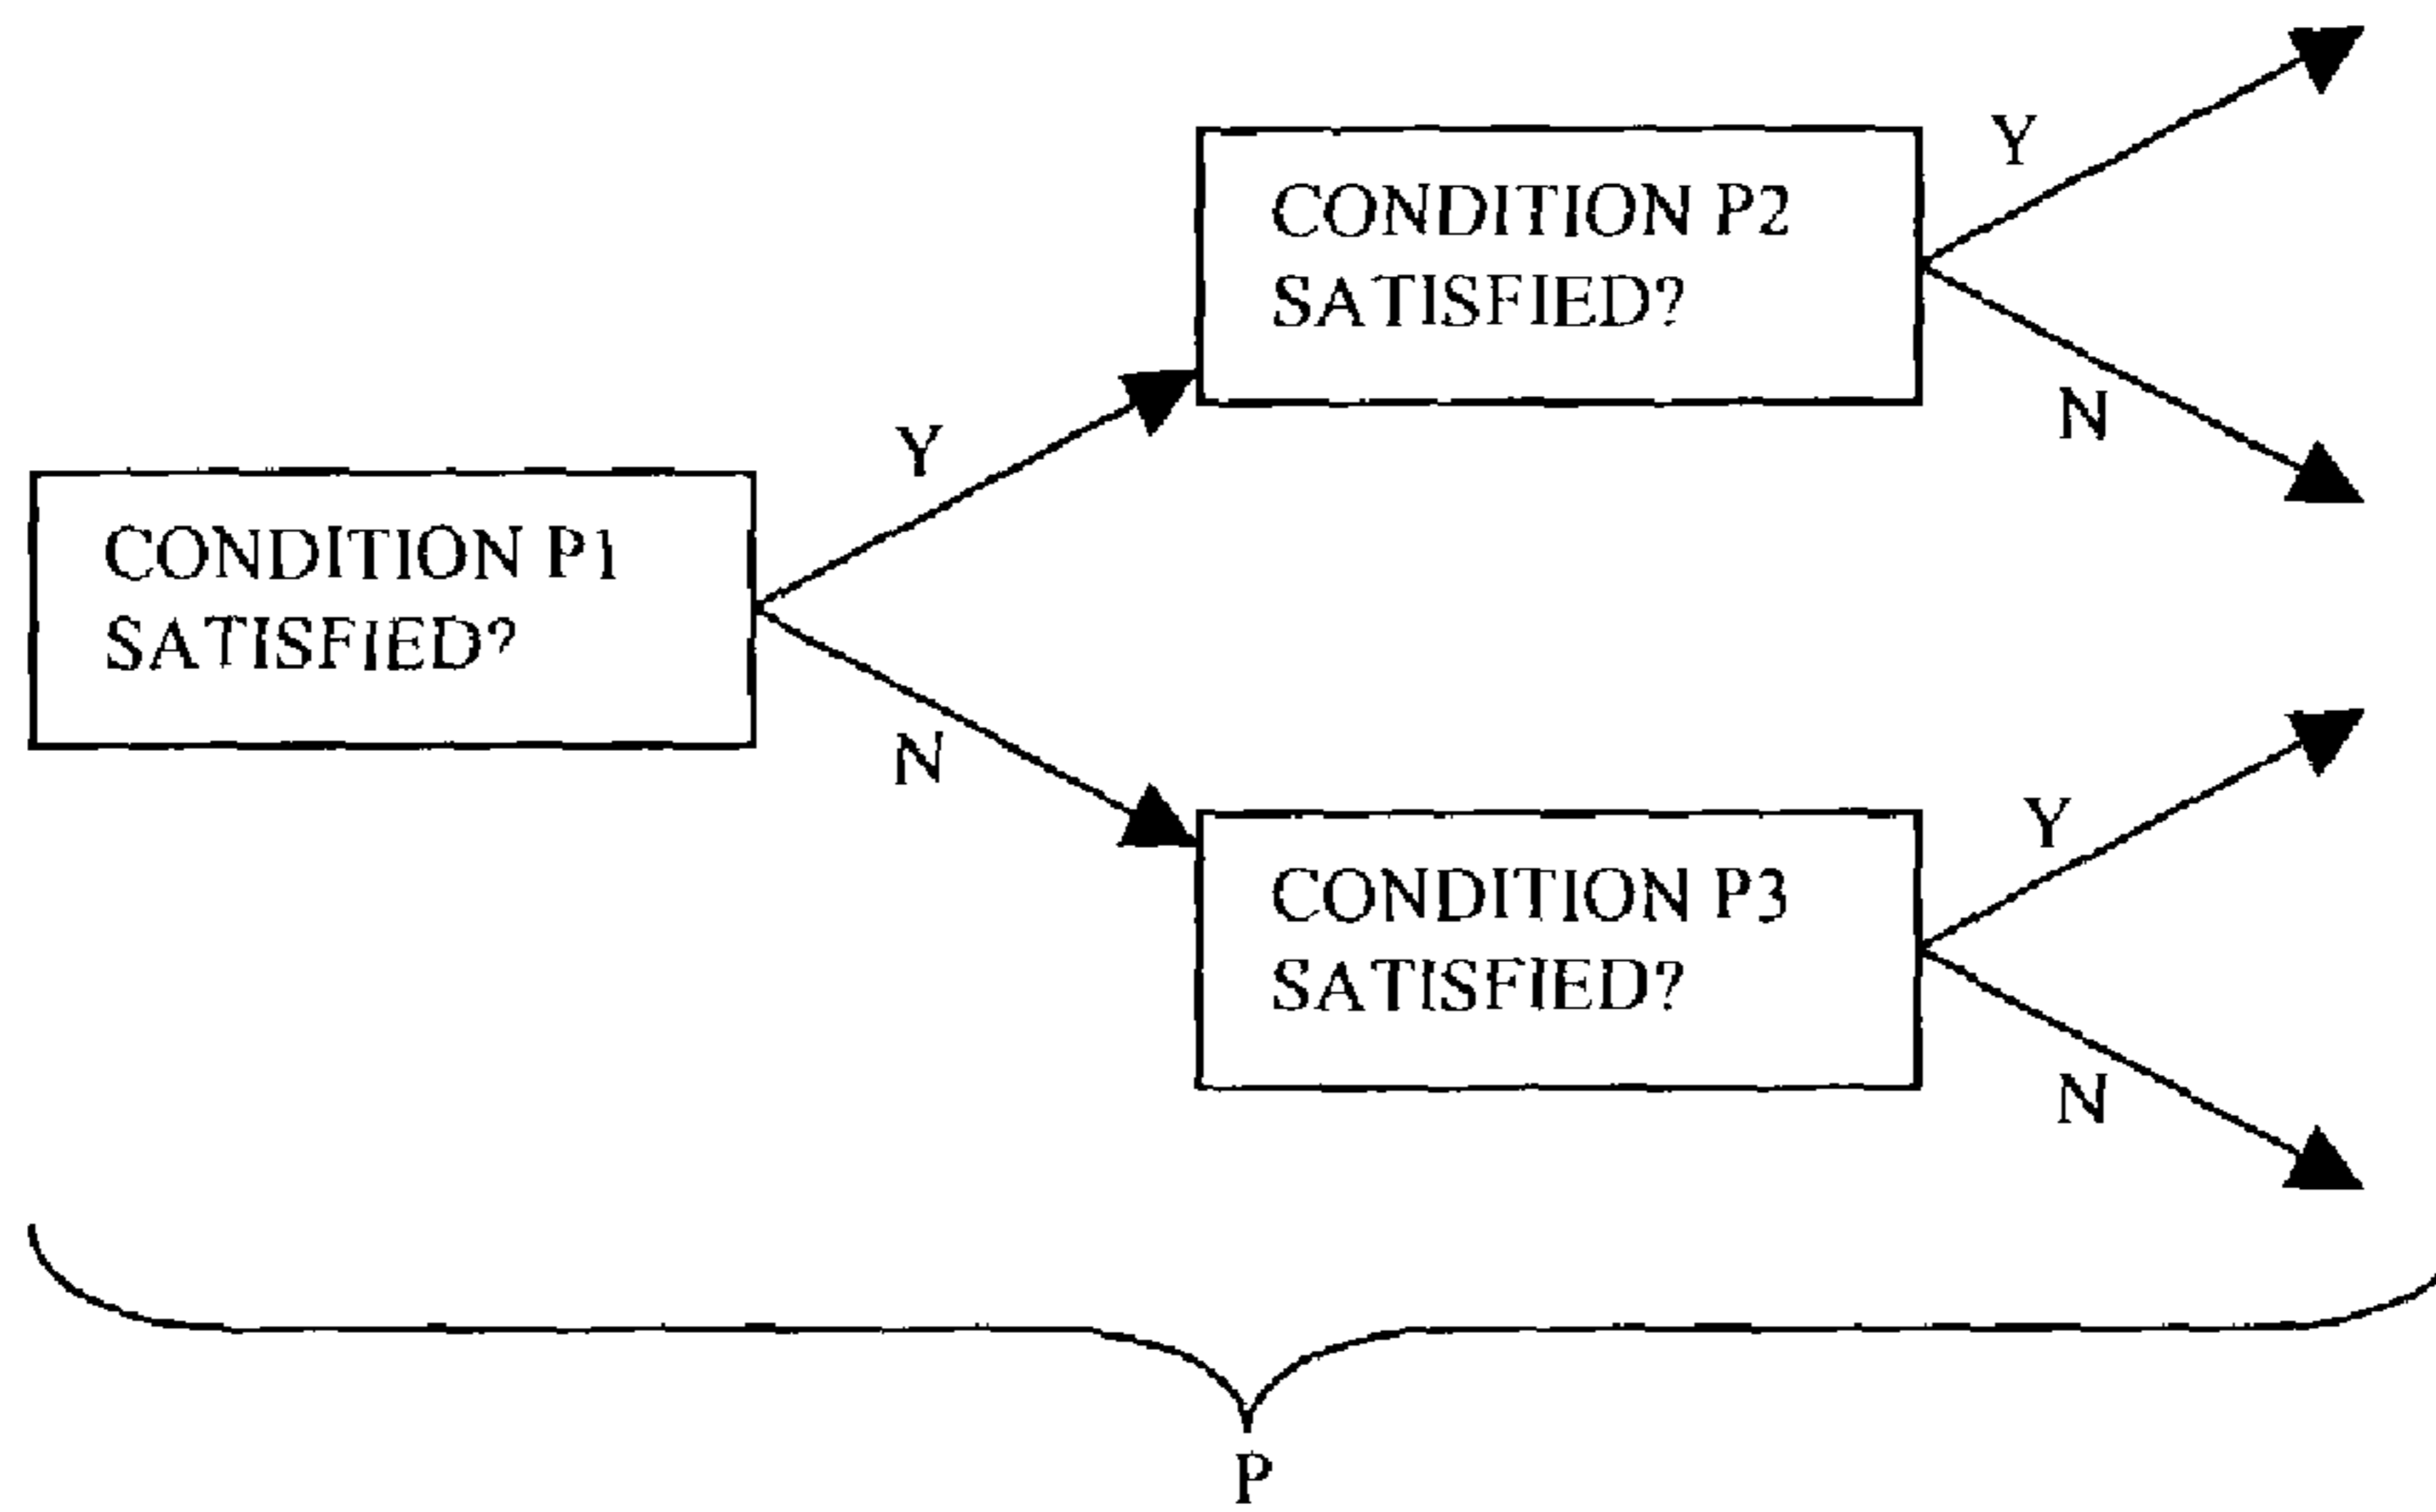 CONDITION P1
SATISFIED?
Y
N
CONDITION P2
SATISFIED?
Y
N
CONDITION P3
SATISFIED?
Y
N
P